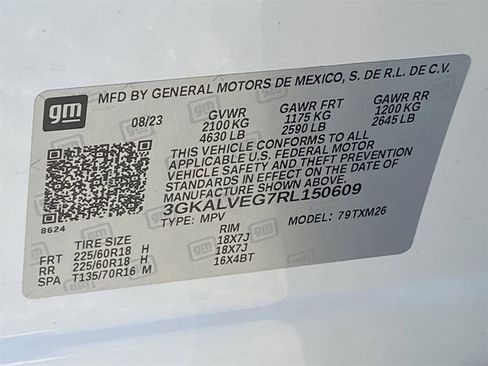 gm
MFD BY GENERAL MOTORS DE MEXICO, S. DE R.L. DE C.V.
08/23 GVWR GAWR FRT GAWR RR
2100 KG 1175 KG 1200 KG
4630 LB 2590 LB 2645 LB
THIS VEHICLE CONFORMS TO ALL
APPLICABLE U.S. FEDERAL MOTOR
VEHICLE SAFETY AND THEFT PREVENTION
STANDARDS IN EFFECT ON THE DATE OF
MANUFACTURE SHOWN ABOVE.
3GKALVEG7RL150609
8624
TYPE: MPV MODEL: 79TXM26
TIRE SIZE RIM
FRT 225/60R18 H 18X7J
RR 225/60R18 H 18X7J
SPA T135/70R16 M 16X4BT